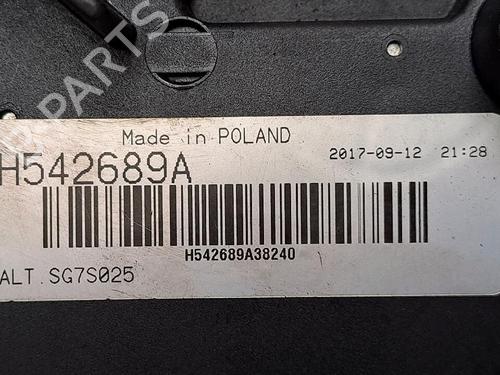 B-PARTS
Made in POLAND
H542689A
2017-09-12 21:28
H542689A38240
ALT. SG7S025